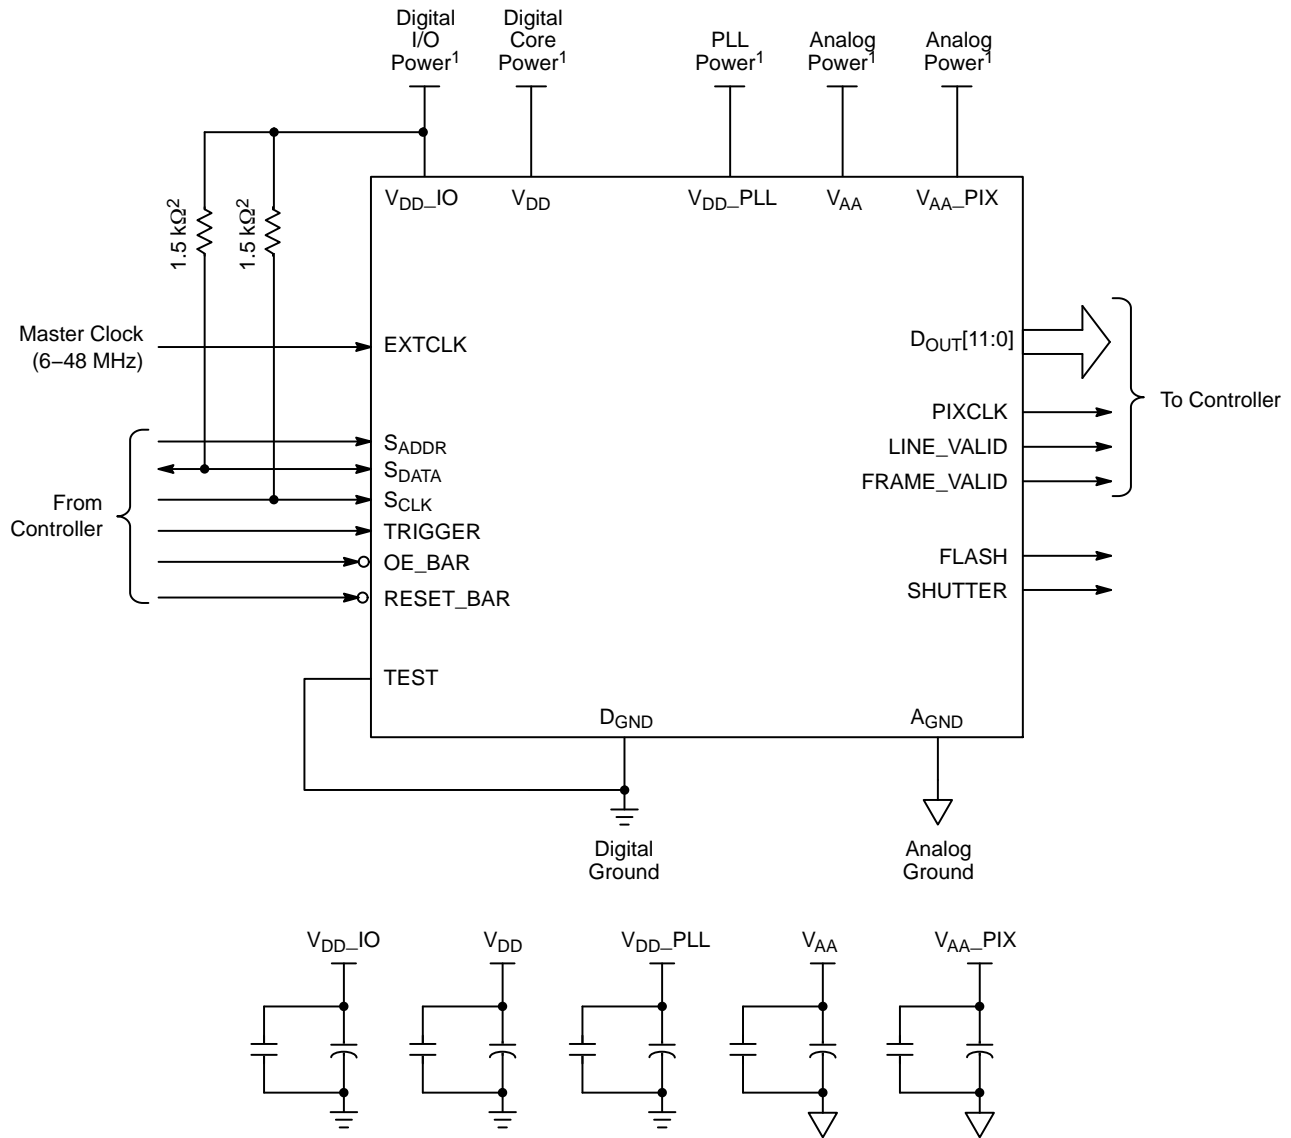 Digital
I/O
Power1
Digital
Core
Power1
PLL
Power1
Analog
Power1
Analog
Power1
VDD_IO
VDD
VDD_PLL
VAA
VAA_PIX
1.5 kΩ2
1.5 kΩ2
Master Clock
(6–48 MHz)
EXTCLK
DOUT[11:0]
PIXCLK
LINE_VALID
FRAME_VALID
To Controller
From
Controller
SADDR
SDATA
SCLK
TRIGGER
OE_BAR
RESET_BAR
FLASH
SHUTTER
TEST
DGND
AGND
Digital
Ground
Analog
Ground
VDD_IO
VDD
VDD_PLL
VAA
VAA_PIX